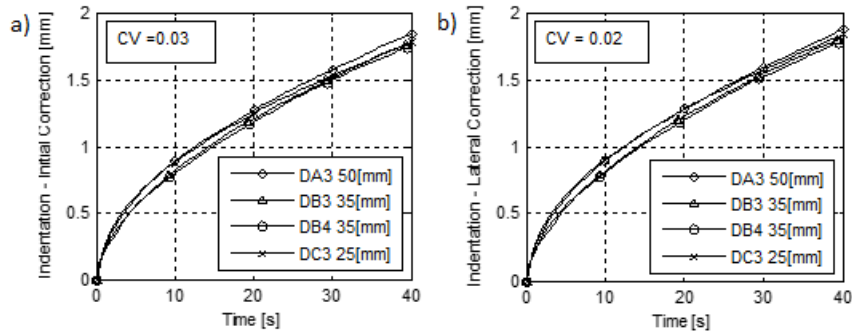 a)
Indentation - Initial Correction [mm]
2
1.5
1
0.5
0
CV =0.03
DA3 50[mm]
DB3 35[mm]
DB4 35[mm]
DC3 25[mm]
0 10 20 30 40
Time [s]
b)
Indentation - Lateral Correction [mm]
2
1.5
1
0.5
0
CV = 0.02
DA3 50[mm]
DB3 35[mm]
DB4 35[mm]
DC3 25[mm]
0 10 20 30 40
Time [s]